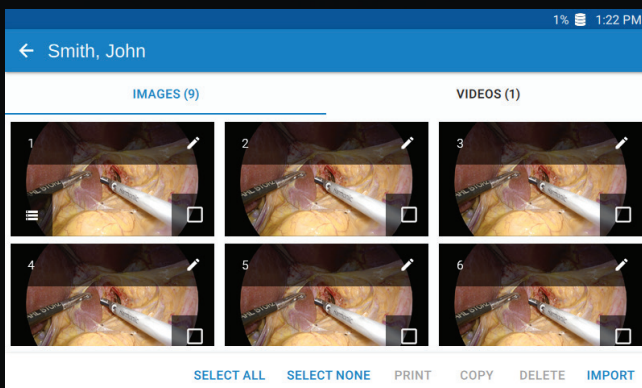 1% 1:22 PM
Smith, John
IMAGES (9) VIDEOS (1)
1 2 3
4 5 6
SELECT ALL SELECT NONE PRINT COPY DELETE IMPORT